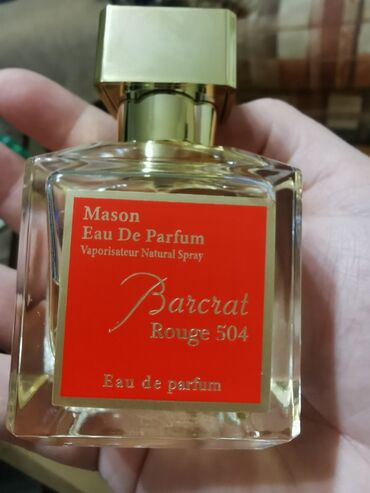 Mason
Eau De Parfum
Vaporisateur Natural Spray
Barcrat
Rouge 504
Eau de parfum